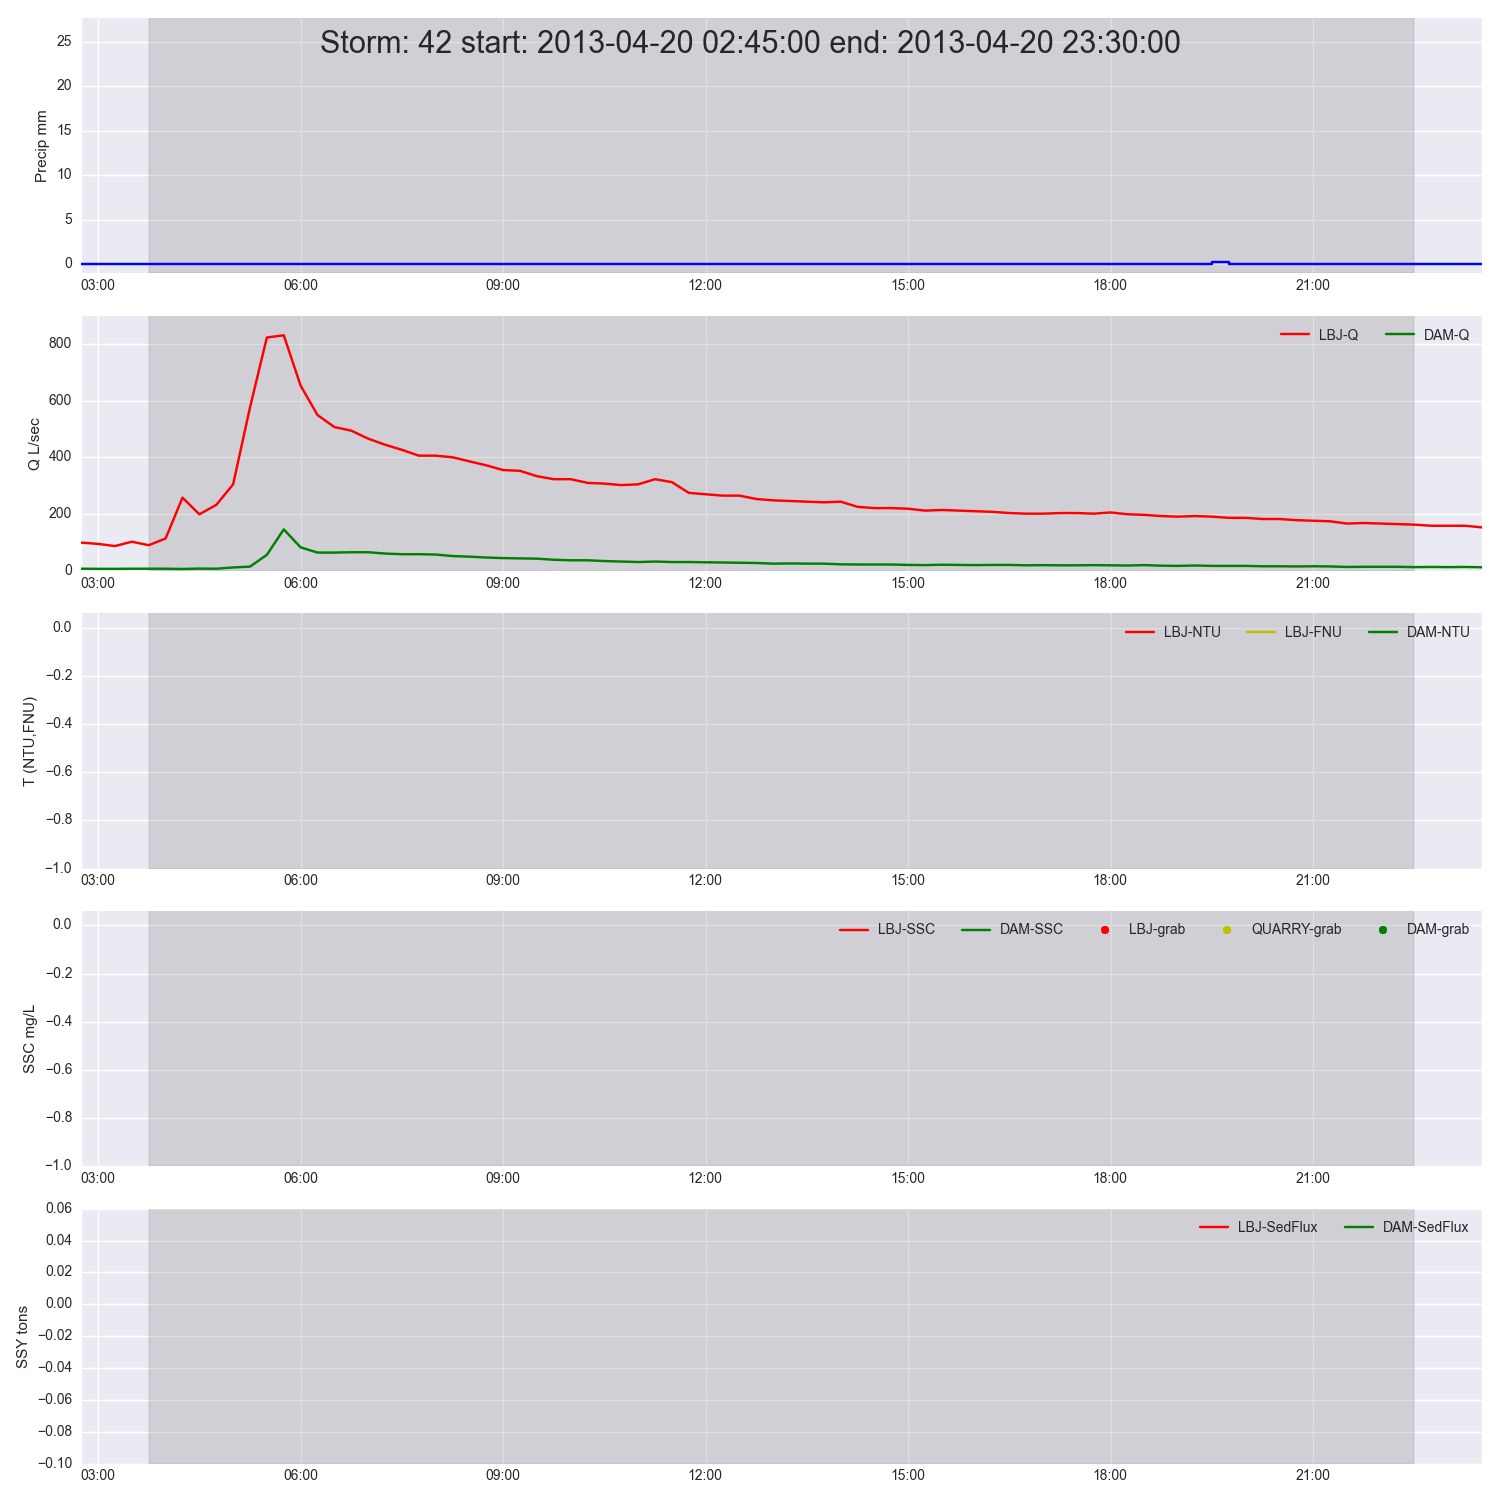 Storm: 42 start: 2013-04-20 02:45:00 end: 2013-04-20 23:30:00
25
20
15
10
5
0
Precip mm
03:00 06:00 09:00 12:00 15:00 18:00 21:00
LBJ-Q DAM-Q
800
600
400
200
0
Q L/sec
03:00 06:00 09:00 12:00 15:00 18:00 21:00
LBJ-NTU LBJ-FNU DAM-NTU
0.0
−0.2
−0.4
−0.6
−0.8
−1.0
T (NTU,FNU)
03:00 06:00 09:00 12:00 15:00 18:00 21:00
LBJ-SSC DAM-SSC LBJ-grab QUARRY-grab DAM-grab
0.0
−0.2
−0.4
−0.6
−0.8
−1.0
SSC mg/L
03:00 06:00 09:00 12:00 15:00 18:00 21:00
LBJ-SedFlux DAM-SedFlux
0.06
0.04
0.02
0.00
−0.02
−0.04
−0.06
−0.08
−0.10
SSY tons
03:00 06:00 09:00 12:00 15:00 18:00 21:00